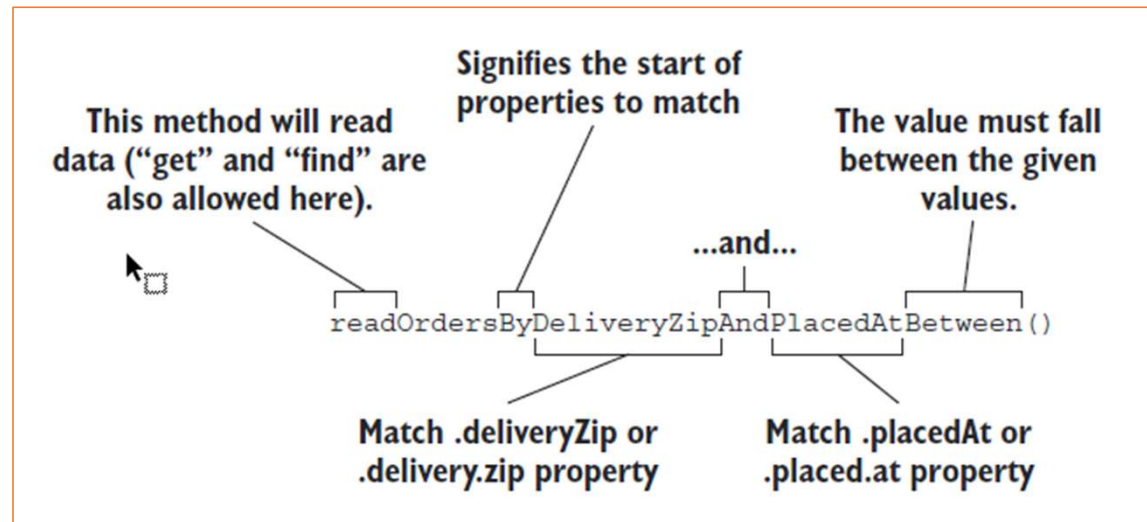 Signifies the start of
properties to match
This method will read
data (“get” and “find” are
also allowed here).
The value must fall
between the given
values.
...and...
readOrdersByDeliveryZipAndPlacedAtBetween()
Match .deliveryZip or
.delivery.zip property
Match .placedAt or
.placed.at property